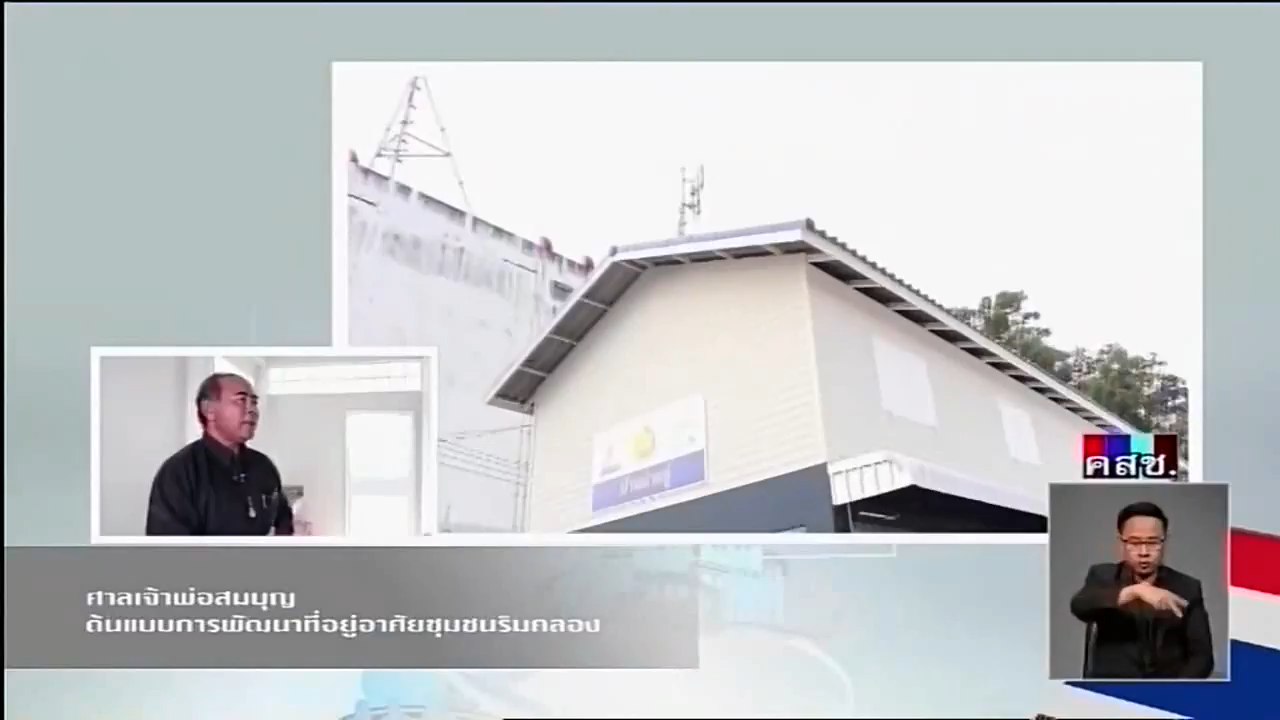 คสช.
ศาลเจ้าพ่อสมบุญ
ต้นแบบการพัฒนาที่อยู่อาศัยชุมชนริมคลอง